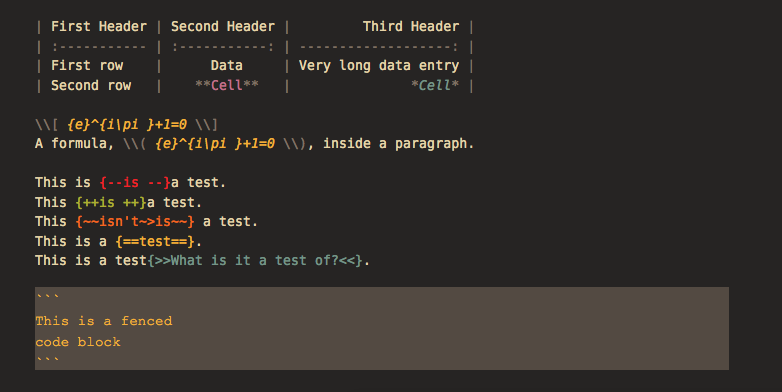 | First Header | Second Header |         Third Header |
| :----------- | :-----------: | -------------------: |
| First row    |      Data     | Very long data entry |
| Second row   |    **Cell**   |               *Cell* |
\\[ {e}^{i\pi }+1=0 \\]
A formula, \\( {e}^{i\pi }+1=0 \\), inside a paragraph.
This is {--is --}a test.
This {++is ++}a test.
This {~~isn't~>is~~} a test.
This is a {==test==}.
This is a test{>>What is it a test of?<<}.
```
This is a fenced
code block
```